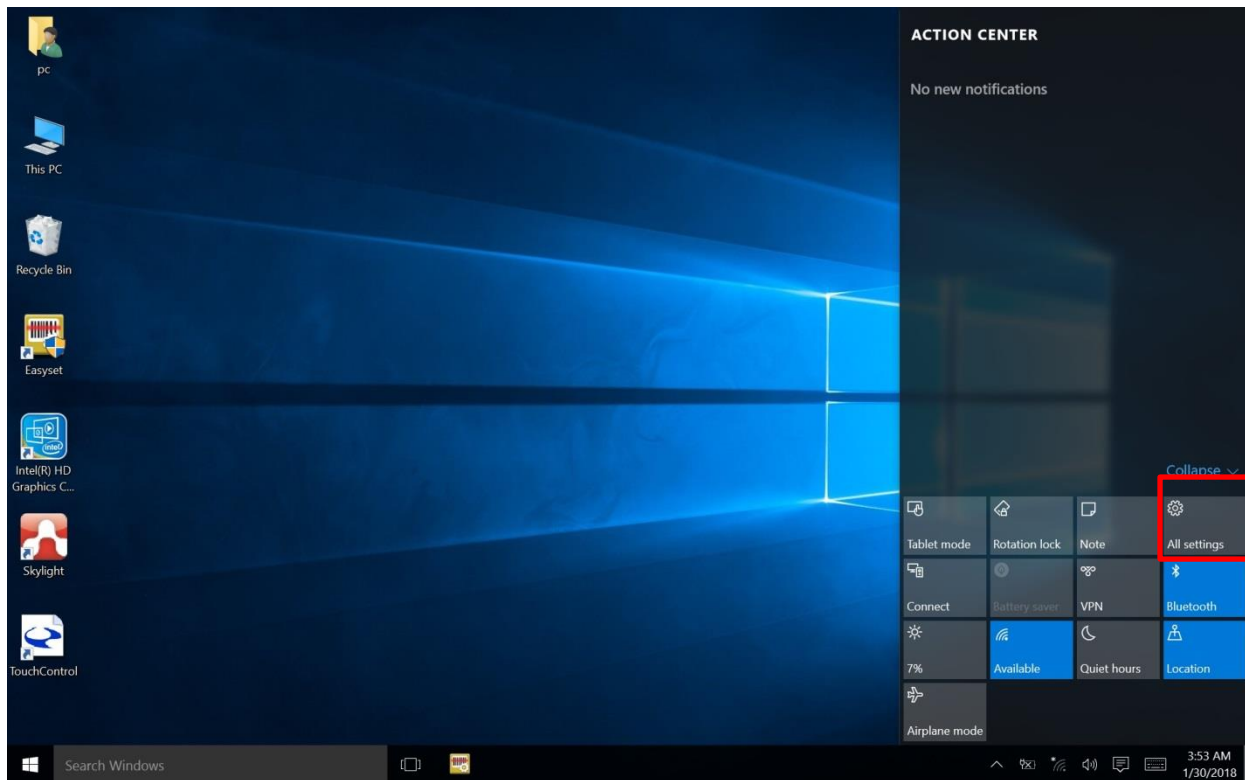 pc
This PC
Recycle Bin
Easyset
intel
Intel(R) HD
Graphics C...
Skylight
TouchControl
ACTION CENTER
No new notifications
Collapse
Tablet mode
Rotation lock
Note
All settings
Connect
Battery saver
VPN
Bluetooth
7%
Available
Quiet hours
Location
Airplane mode
Search Windows
3:53 AM
1/30/2018